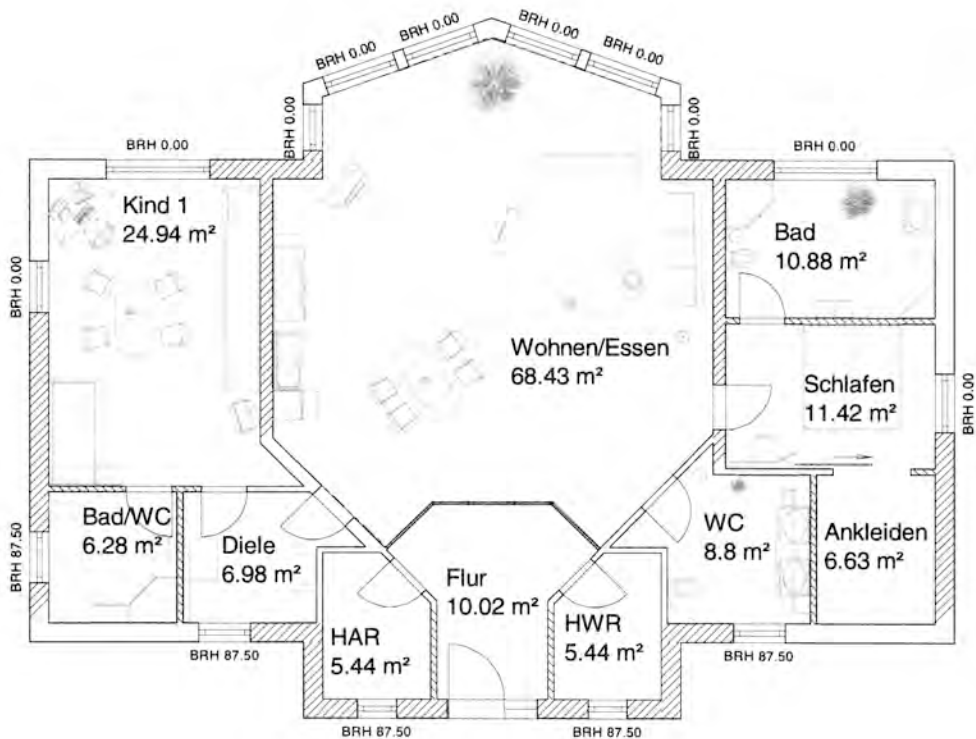 BRH 0.00
BRH 0.00
BRH 0.00
BRH 0.00
BRH 0.00
BRH 0.00
BRH 0.00
BRH 0.00
Kind 1
24.94 m²
Bad
10.88 m²
BRH 0.00
Wohnen/Essen
68.43 m²
Schlafen
11.42 m²
BRH 0.00
Bad/WC
6.28 m²
Diele
6.98 m²
WC
8.8 m²
Ankleiden
6.63 m²
BRH 87.50
Flur
10.02 m²
HAR
5.44 m²
HWR
5.44 m²
BRH 87.50
BRH 87.50
BRH 87.50
BRH 87.50